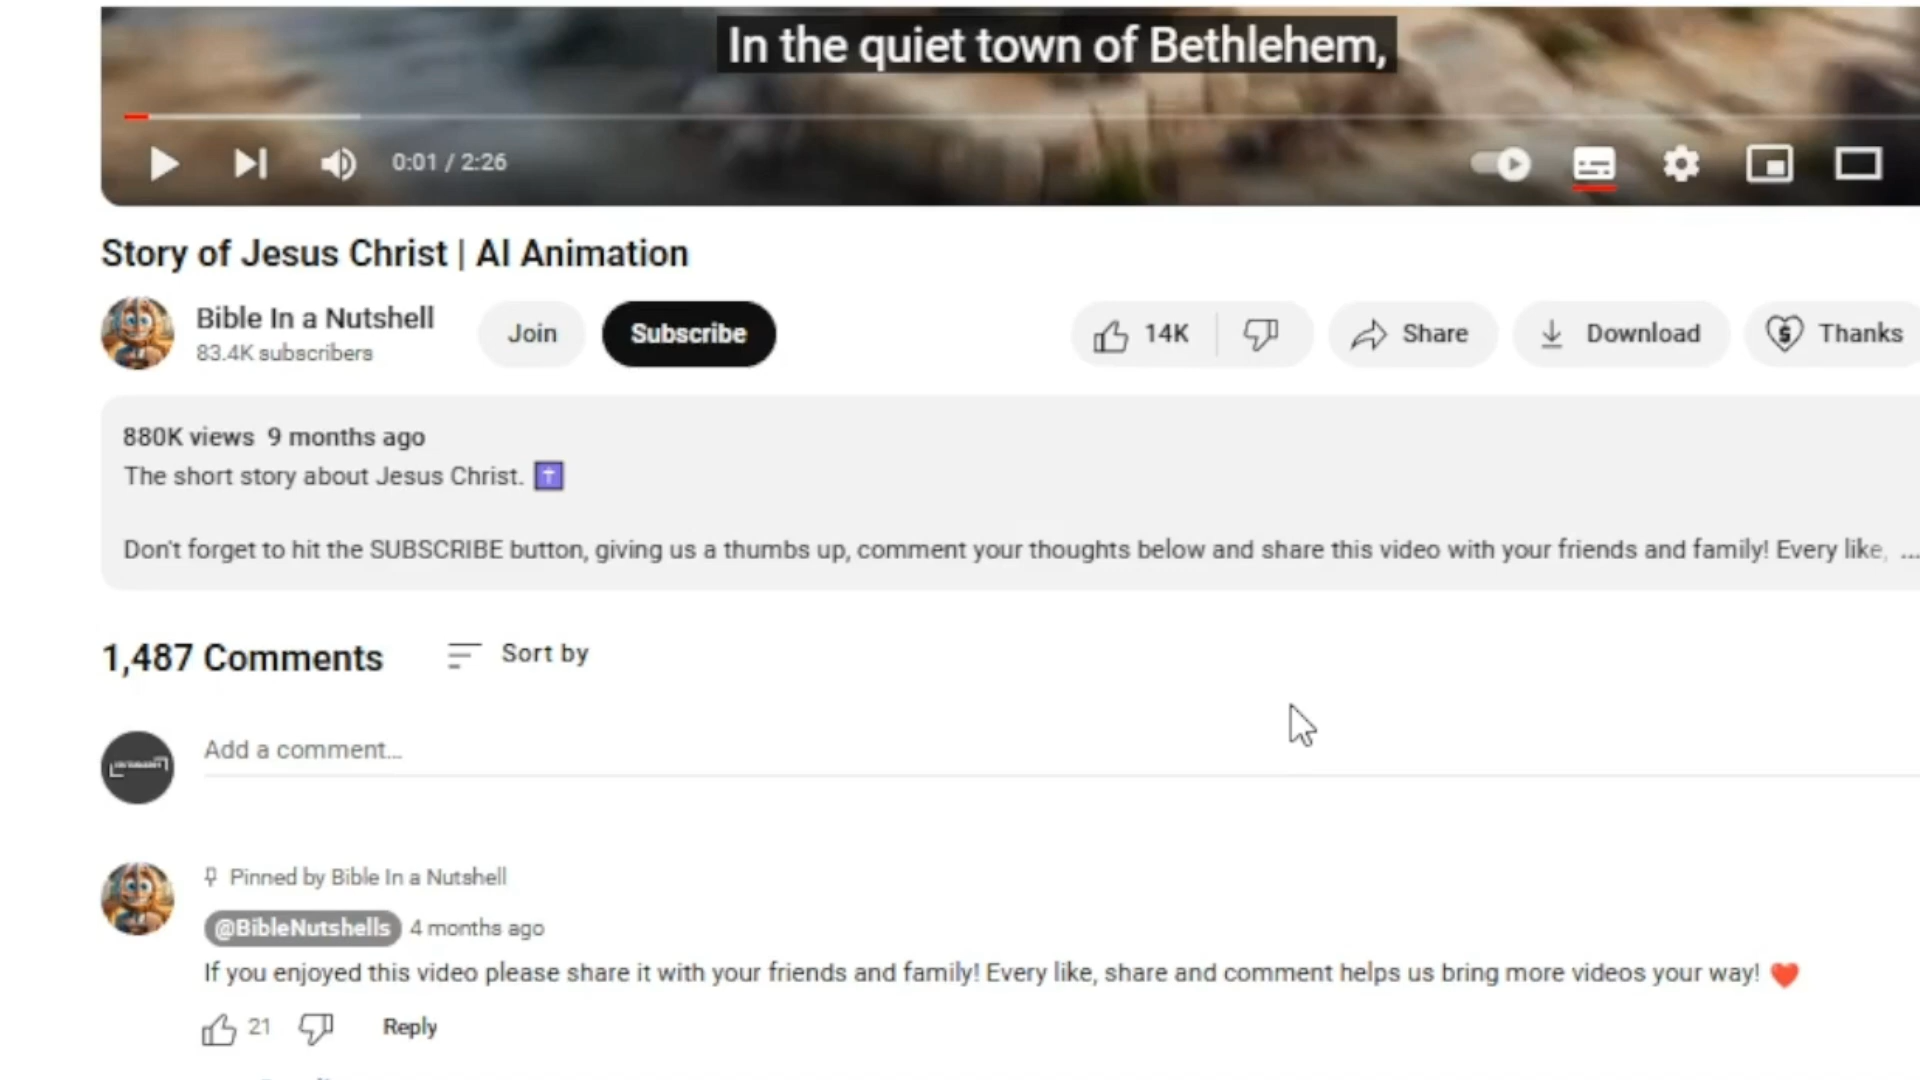 In the quiet town of Bethlehem,
0:01 / 2:26
Story of Jesus Christ | AI Animation
Bible In a Nutshell
83.4K subscribers
Join
Subscribe
14K
Share
Download
Thanks
880K views 9 months ago
The short story about Jesus Christ. ✝️
Don't forget to hit the SUBSCRIBE button, giving us a thumbs up, comment your thoughts below and share this video with your friends and family! Every like, ...
1,487 Comments
Sort by
Add a comment...
Pinned by Bible In a Nutshell
@BibleNutshells 4 months ago
If you enjoyed this video please share it with your friends and family! Every like, share and comment helps us bring more videos your way! ❤️
21
Reply